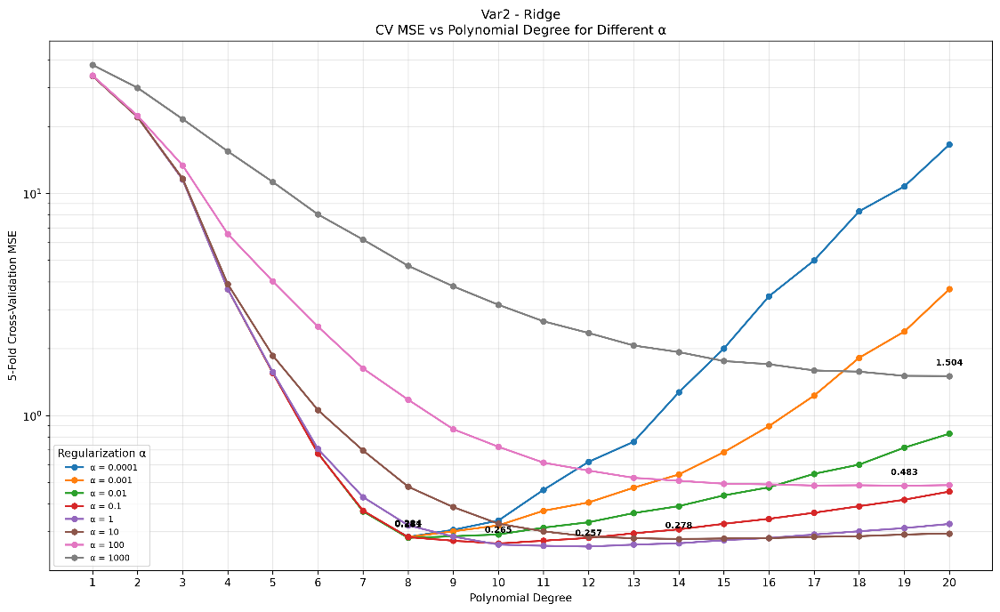 Var2 - Ridge
CV MSE vs Polynomial Degree for Different α
5-Fold Cross-Validation MSE
10¹
10⁰
1.504
0.483
0.265
0.257
0.278
Regularization α
α = 0.0001
α = 0.001
α = 0.01
α = 0.1
α = 1
α = 10
α = 100
α = 1000
1 2 3 4 5 6 7 8 9 10 11 12 13 14 15 16 17 18 19 20
Polynomial Degree